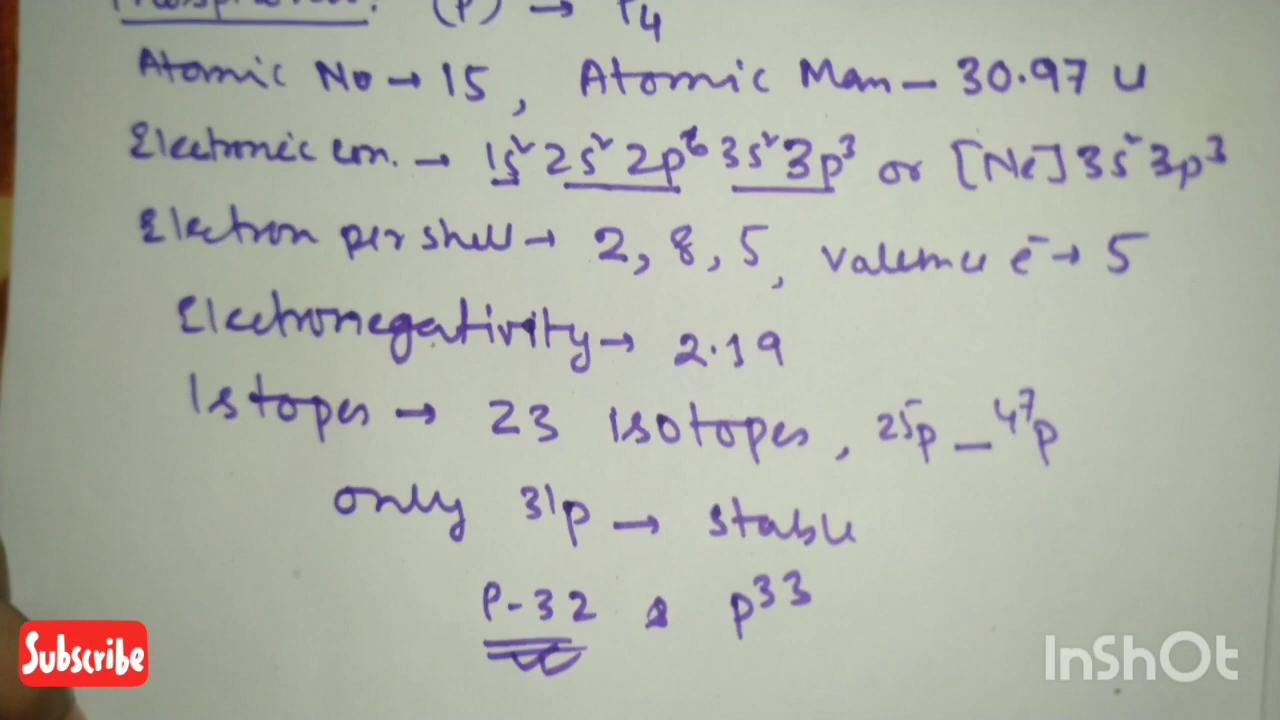 (P) → P4
Atomic No → 15, Atomic Mass – 30.97 u
Electronic con. → 1s² 2s² 2p⁶ 3s² 3p³ or [Ne] 3s² 3p³
Electron per shell → 2, 8, 5, valence e⁻ → 5
Electronegativity → 2.19
Istopes → 23 isotopes, ²⁵p – ⁴⁷p
only ³¹p → stable
P-32 & p³³
Subscribe
InShOt